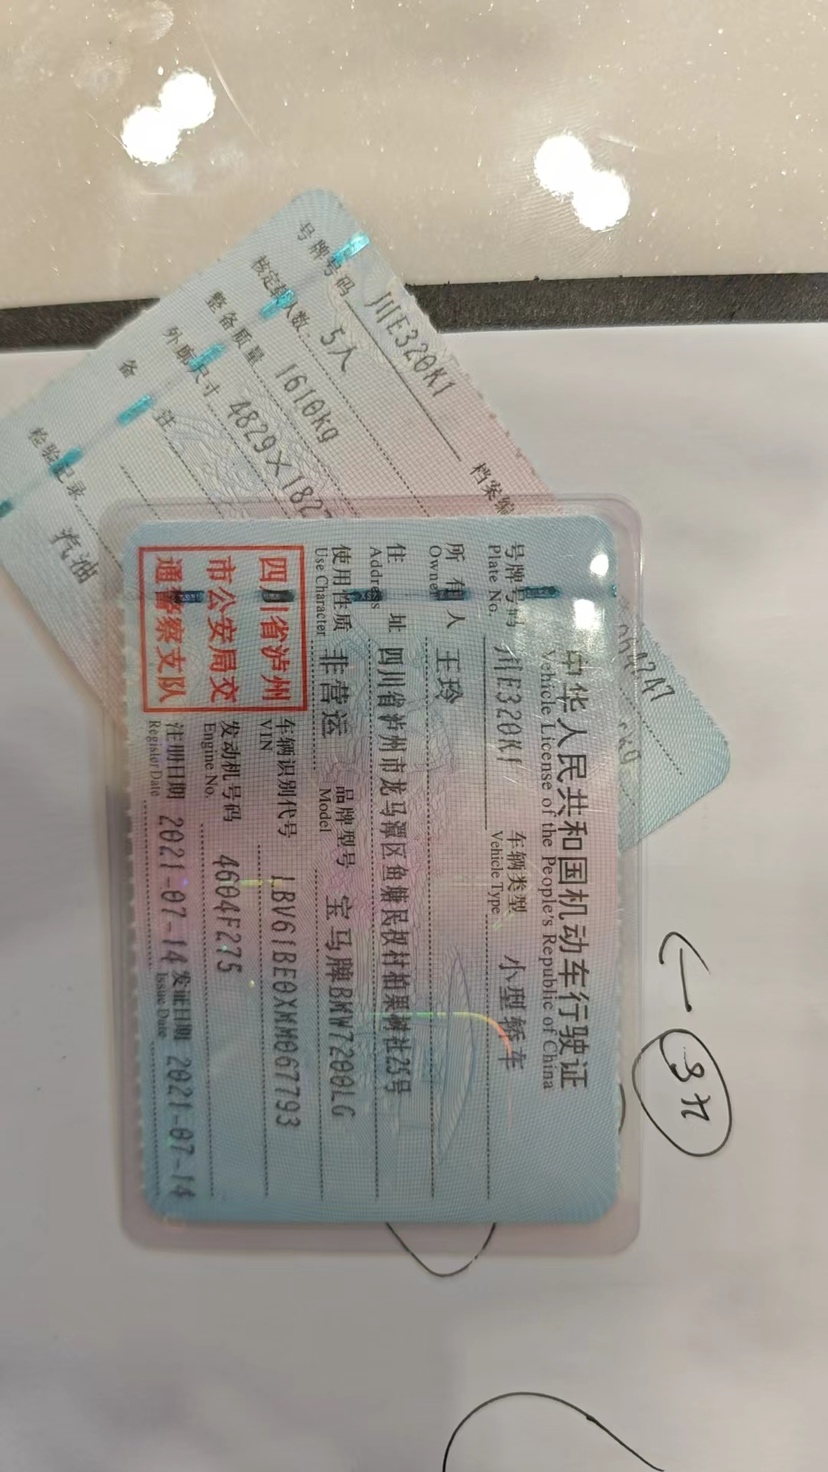 中华人民共和国机动车行驶证
Vehicle License of the People's Republic of China
号牌号码 川E320K1 车辆类型 小型轿车
Plate No. Vehicle Type
所有人 王玲
Owner
住址 四川省泸州市龙马潭区鱼塘民权村柏果树社25号
Address
使用性质 非营运 品牌型号 宝马牌BMW7200LG
Use Character Model
四川省泸州
市公安局交
通警察支队
车辆识别代号 LBV61BE0XMM067793
VIN
发动机号码 4604F275
Engine No.
注册日期 2021-07-14 发证日期 2021-07-14
Register Date Issue Date
号牌号码 川E320K1 档案编
核定载人数 5人
整备质量 1610kg
外廓尺寸 4829×182
备注
检验记录
汽油